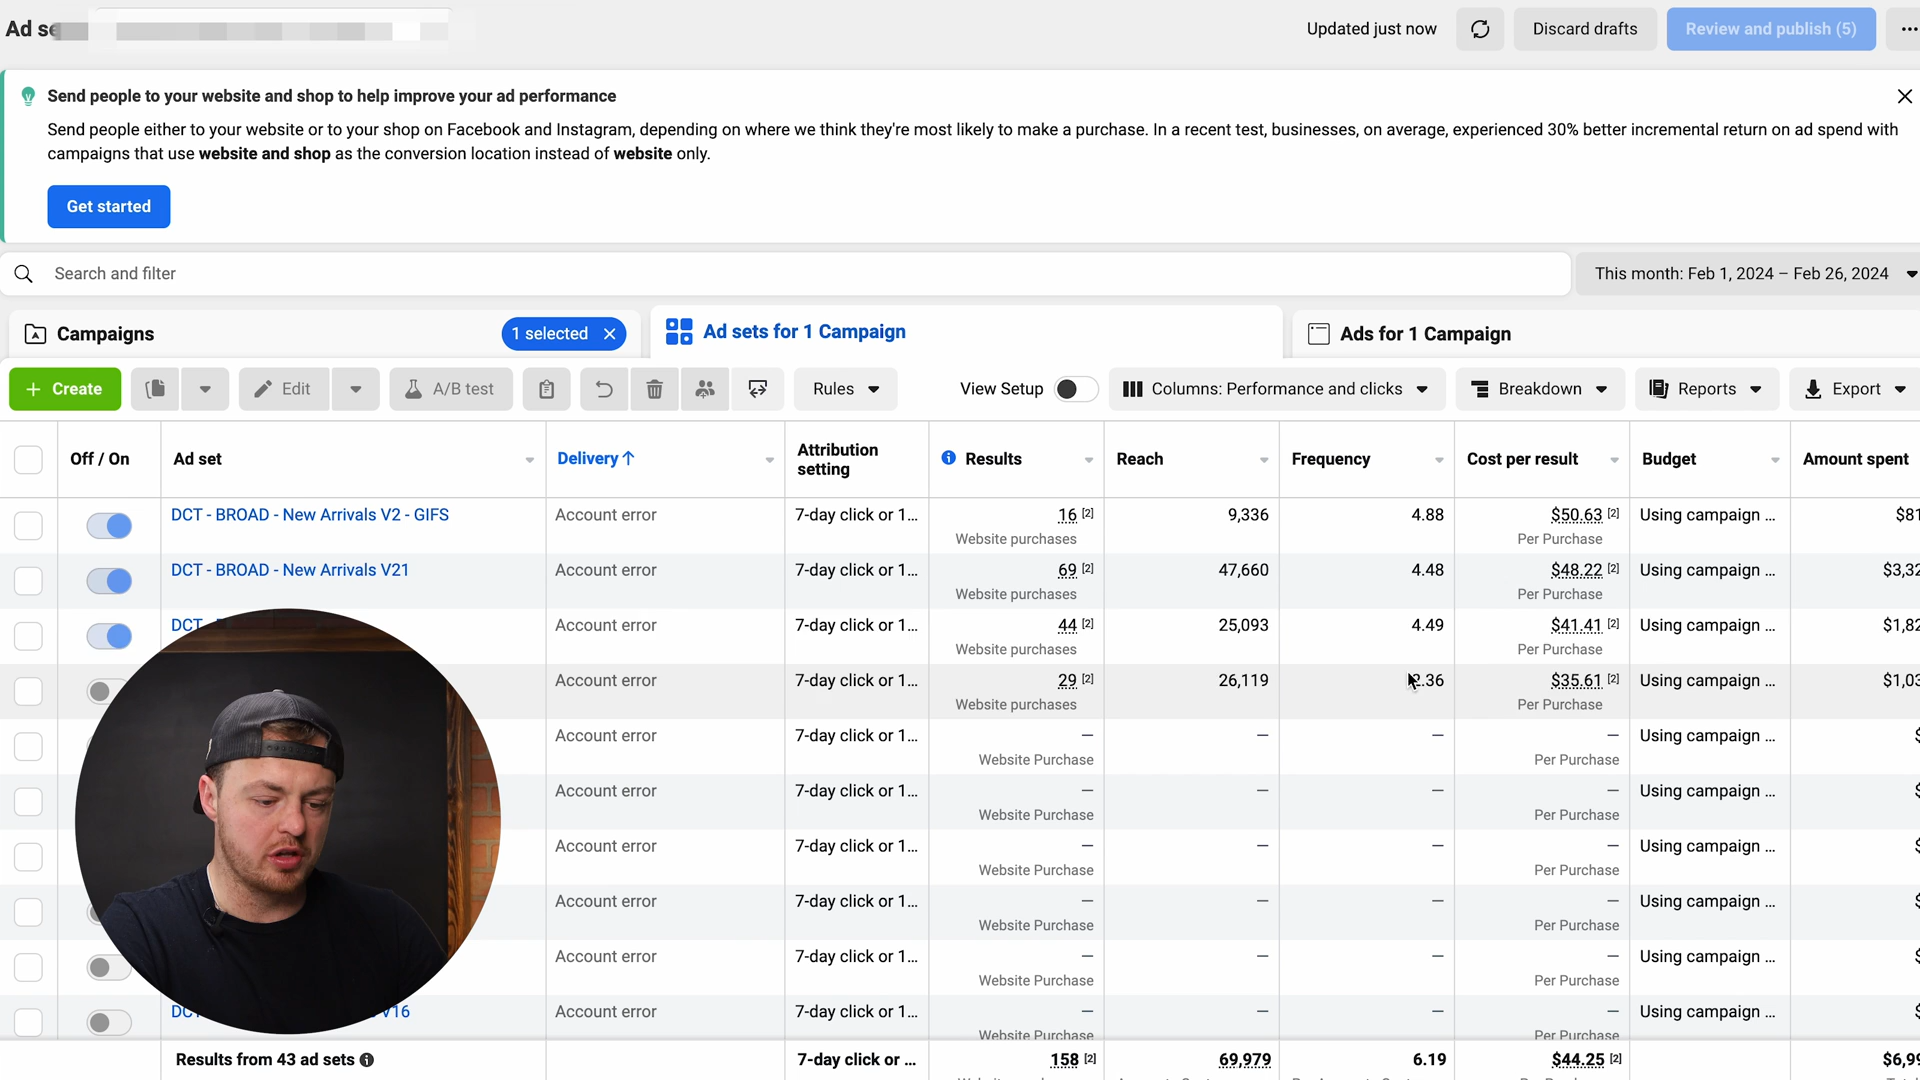 Ad se
Updated just now
Discard drafts
Review and publish (5)
Send people to your website and shop to help improve your ad performance
Send people either to your website or to your shop on Facebook and Instagram, depending on where we think they're most likely to make a purchase. In a recent test, businesses, on average, experienced 30% better incremental return on ad spend with
campaigns that use website and shop as the conversion location instead of website only.
Get started
Search and filter
This month: Feb 1, 2024 – Feb 26, 2024
Campaigns
1 selected
Ad sets for 1 Campaign
Ads for 1 Campaign
+ Create
Edit
A/B test
Rules
View Setup
Columns: Performance and clicks
Breakdown
Reports
Export
Off / On
Ad set
Delivery ↑
Attribution
setting
Results
Reach
Frequency
Cost per result
Budget
Amount spent
DCT - BROAD - New Arrivals V2 - GIFS
Account error
7-day click or 1...
16 [2]
9,336
4.88
$50.63 [2]
Using campaign ...
$81
Website purchases
Per Purchase
DCT - BROAD - New Arrivals V21
Account error
7-day click or 1...
69 [2]
47,660
4.48
$48.22 [2]
Using campaign ...
$3,32
Website purchases
Per Purchase
DCT
Account error
7-day click or 1...
44 [2]
25,093
4.49
$41.41 [2]
Using campaign ...
$1,82
Website purchases
Per Purchase
Account error
7-day click or 1...
29 [2]
26,119
.36
$35.61 [2]
Using campaign ...
$1,03
Website purchases
Per Purchase
Account error
7-day click or 1...
—
—
—
—
Using campaign ...
$
Website Purchase
Per Purchase
Account error
7-day click or 1...
—
—
—
—
Using campaign ...
$
Website Purchase
Per Purchase
Account error
7-day click or 1...
—
—
—
—
Using campaign ...
$
Website Purchase
Per Purchase
Account error
7-day click or 1...
—
—
—
—
Using campaign ...
$
Website Purchase
Per Purchase
Account error
7-day click or 1...
—
—
—
—
Using campaign ...
$
Website Purchase
Per Purchase
DC
V16
Account error
7-day click or 1...
—
—
—
—
Using campaign ...
$
Website Purchase
Per Purchase
Results from 43 ad sets
7-day click or ...
158 [2]
69,979
6.19
$44.25 [2]
$6,99